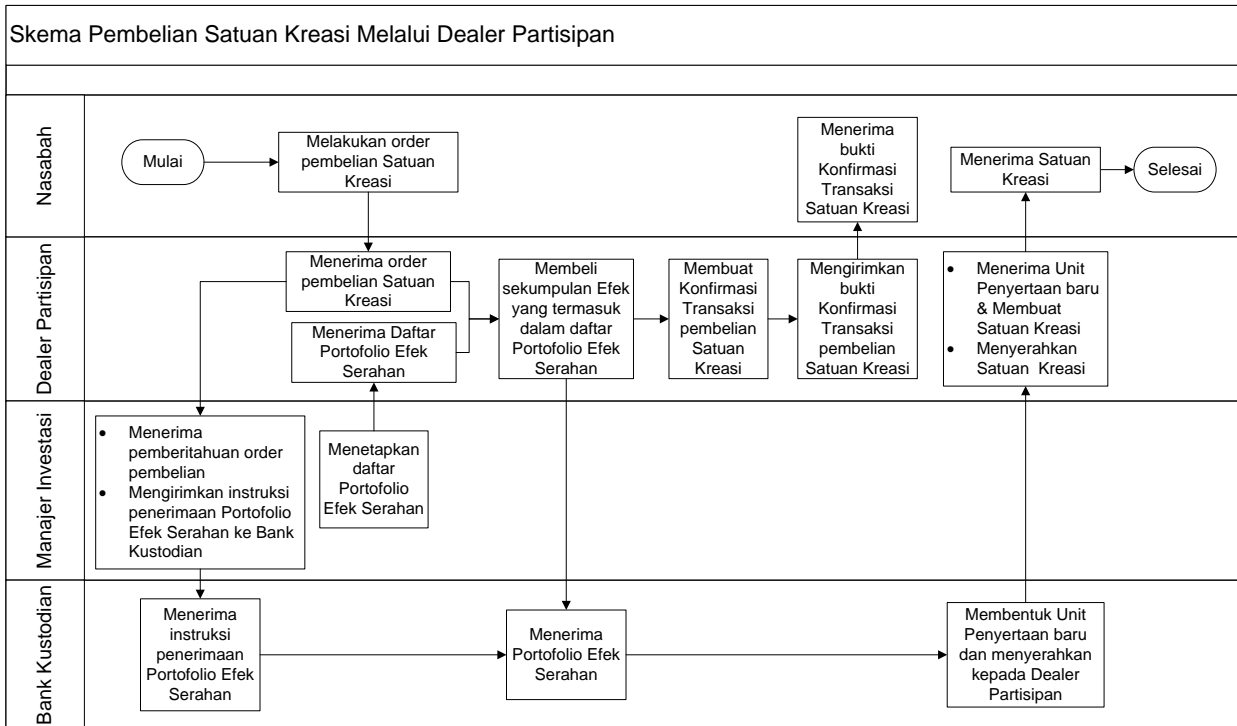 Skema Pembelian Satuan Kreasi Melalui Dealer Partisipan
Nasabah
Mulai
Melakukan order
pembelian Satuan
Kreasi
Menerima
bukti
Konfirmasi
Transaksi
Satuan Kreasi
Menerima Satuan
Kreasi
Selesai
Dealer Partisipan
Menerima order
pembelian Satuan
Kreasi
Menerima Daftar
Portofolio Efek
Serahan
Membeli
sekumpulan Efek
yang termasuk
dalam daftar
Portofolio Efek
Serahan
Membuat
Konfirmasi
Transaksi
pembelian
Satuan
Kreasi
Mengirimkan
bukti
Konfirmasi
Transaksi
pembelian
Satuan Kreasi
• Menerima Unit
Penyertaan baru
& Membuat
Satuan Kreasi
• Menyerahkan
Satuan Kreasi
Manajer Investasi
• Menerima
pemberitahuan order
pembelian
• Mengirimkan instruksi
penerimaan Portofolio
Efek Serahan ke Bank
Kustodian
Menetapkan
daftar
Portofolio
Efek Serahan
Bank Kustodian
Menerima
instruksi
penerimaan
Portofolio Efek
Serahan
Menerima
Portofolio Efek
Serahan
Membentuk Unit
Penyertaan baru
dan menyerahkan
kepada Dealer
Partisipan